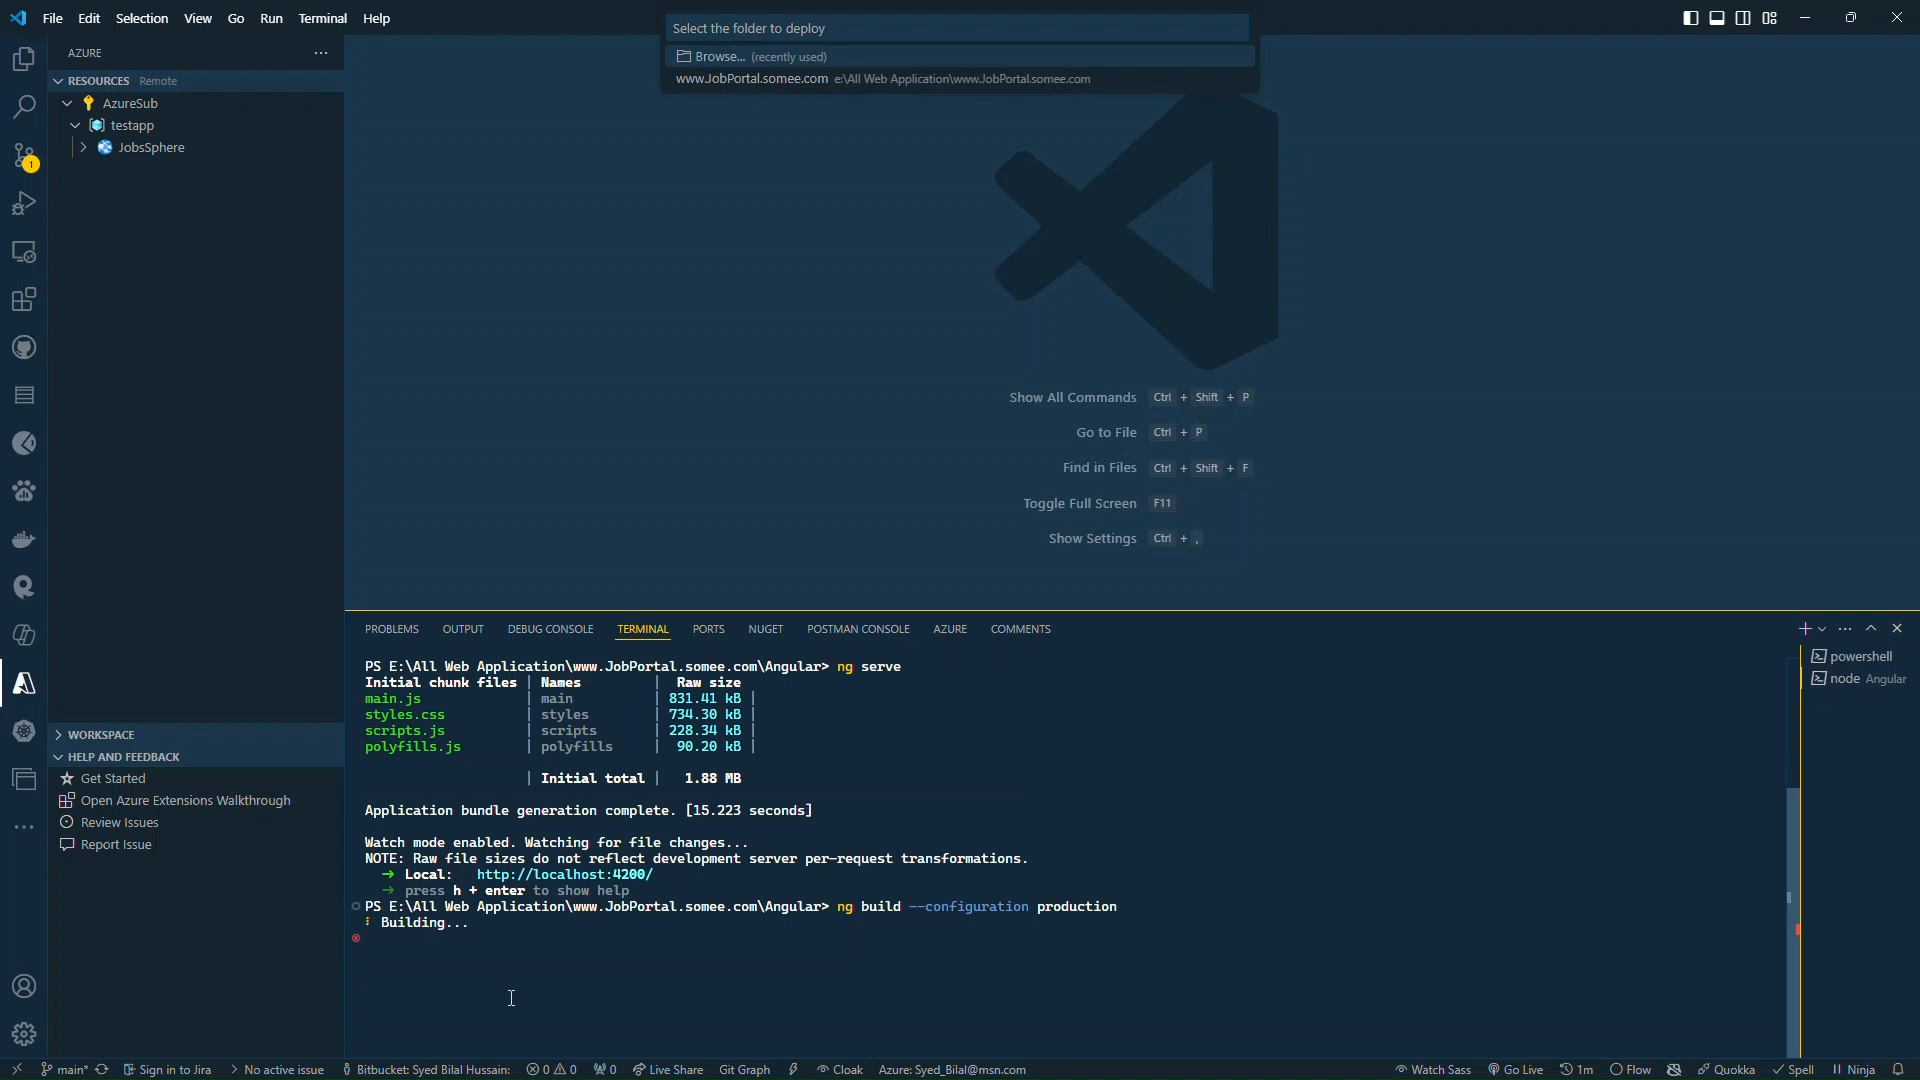 File Edit Selection View Go Run Terminal Help
Select the folder to deploy
Browse... (recently used)
www.JobPortal.somee.com e:\All Web Application\www.JobPortal.somee.com
AZURE
RESOURCES Remote
AzureSub
testapp
JobsSphere
1
Show All Commands Ctrl + Shift + P
Go to File Ctrl + P
Find in Files Ctrl + Shift + F
Toggle Full Screen F11
Show Settings Ctrl + ,
WORKSPACE
HELP AND FEEDBACK
Get Started
Open Azure Extensions Walkthrough
Review Issues
Report Issue
PROBLEMS OUTPUT DEBUG CONSOLE TERMINAL PORTS NUGET POSTMAN CONSOLE AZURE COMMENTS
powershell
node Angular
PS E:\All Web Application\www.JobPortal.somee.com\Angular> ng serve
Initial chunk files | Names | Raw size
main.js | main | 831.41 kB |
styles.css | styles | 734.30 kB |
scripts.js | scripts | 228.34 kB |
polyfills.js | polyfills | 90.20 kB |
| Initial total | 1.88 MB
Application bundle generation complete. [15.223 seconds]
Watch mode enabled. Watching for file changes...
NOTE: Raw file sizes do not reflect development server per-request transformations.
→ Local: http://localhost:4200/
→ press h + enter to show help
PS E:\All Web Application\www.JobPortal.somee.com\Angular> ng build --configuration production
Building...
main* Sign in to Jira No active issue Bitbucket: Syed Bilal Hussain: 0 0 0 Live Share Git Graph Cloak Azure: Syed_Bilal@msn.com Watch Sass Go Live 1m Flow Quokka Spell Ninja